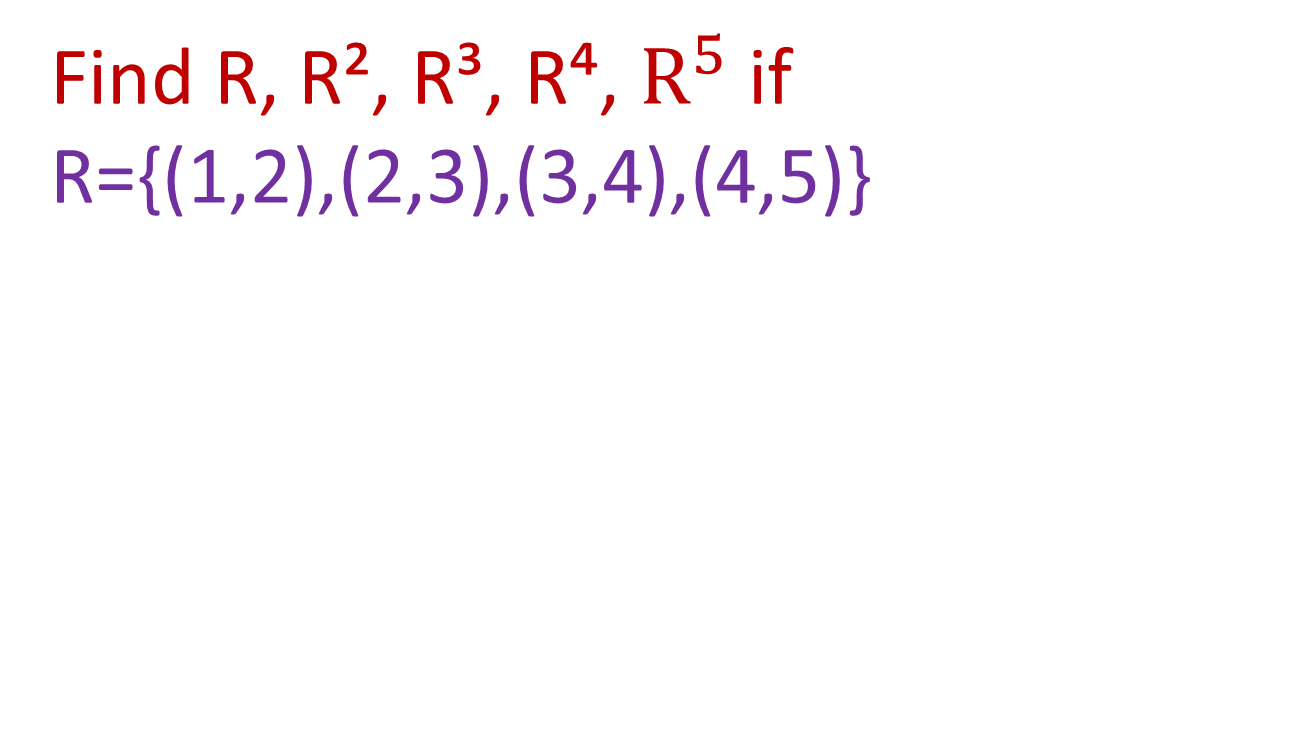 Find R, R², R³, R⁴, R⁵ if
R={(1,2),(2,3),(3,4),(4,5)}